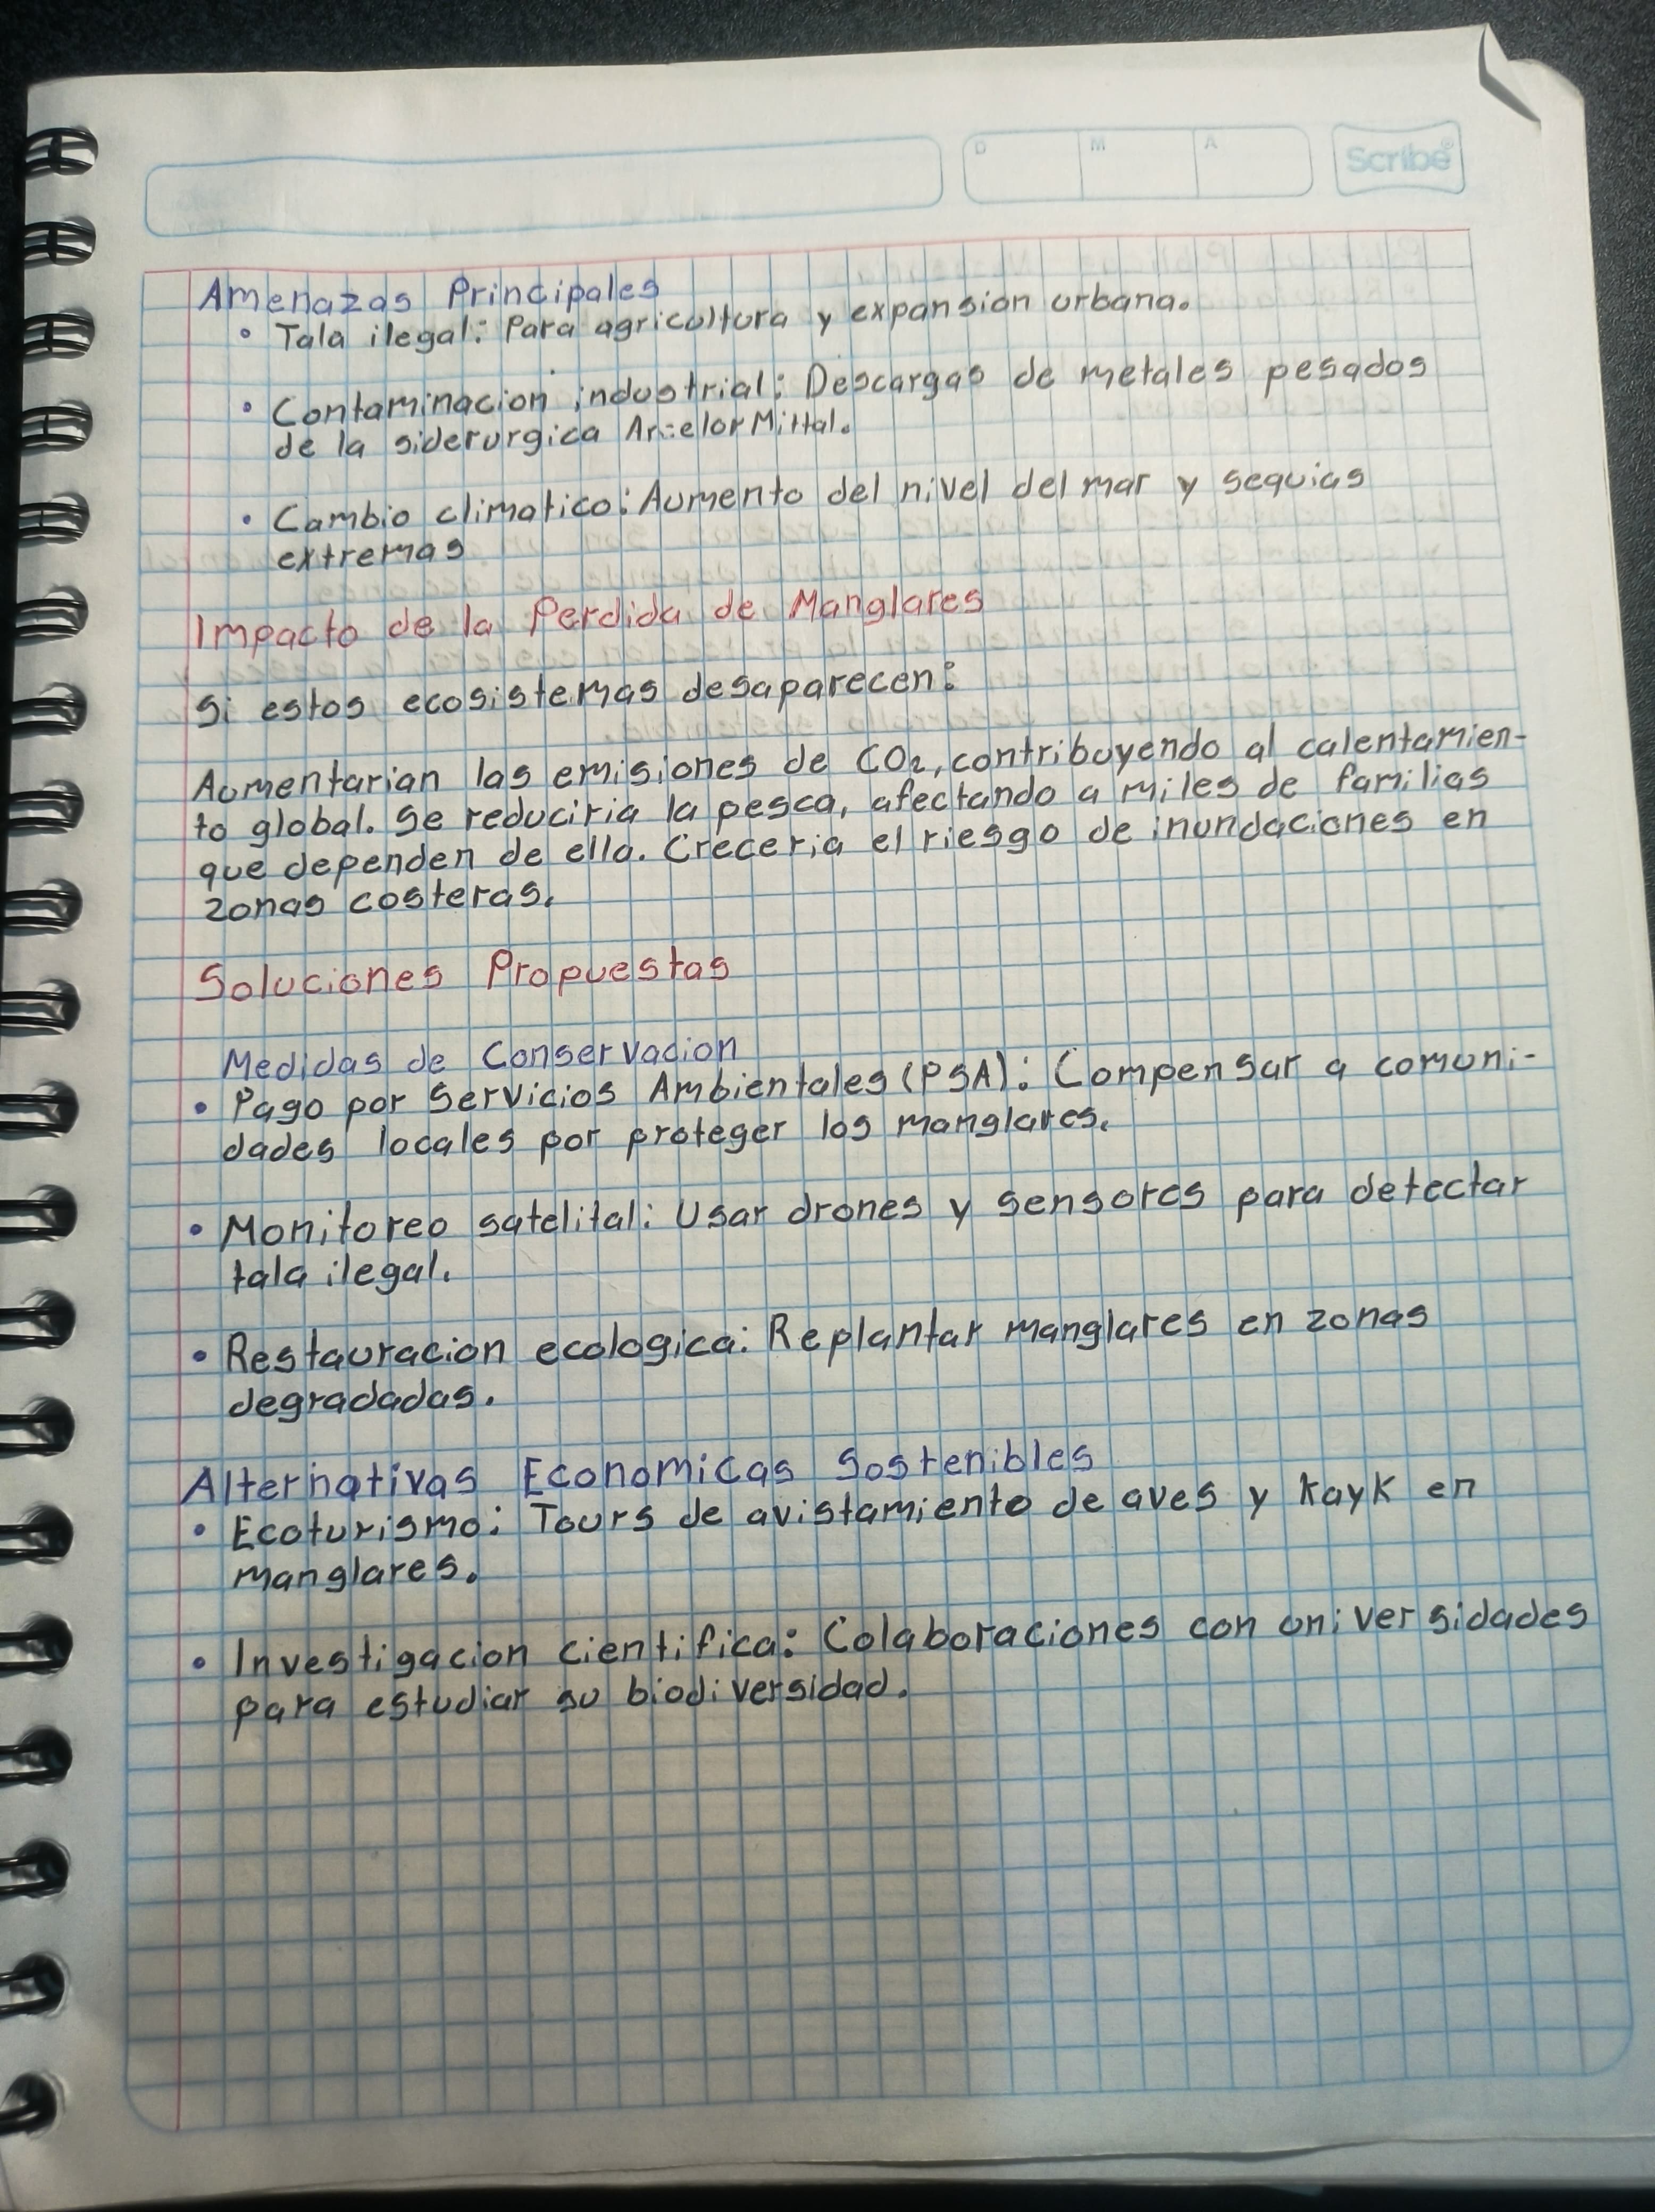 D M A Scribe
Amenazas Principales
• Tala ilegal: Para agricultura y expansion urbana.
• Contaminacion industrial: Descargas de metales pesados
de la siderurgica ArcelorMittal.
• Cambio climatico: Aumento del nivel del mar y sequias
extremas
Impacto de la Perdida de Manglares
Si estos ecosistemas desaparecen:
Aumentarian las emisiones de CO2, contribuyendo al calentamien-
to global. Se reduciria la pesca, afectando a miles de familias
que dependen de ella. Creceria el riesgo de inundaciones en
zonas costeras.
Soluciones Propuestas
Medidas de Conservacion
• Pago por Servicios Ambientales (PSA): Compensar a comuni-
dades locales por proteger los manglares.
• Monitoreo satelital: Usar drones y sensores para detectar
tala ilegal.
• Restauracion ecologica: Replantar manglares en zonas
degradadas.
Alternativas Economicas Sostenibles
• Ecoturismo: Tours de avistamiento de aves y kayk en
manglares.
• Investigacion cientifica: Colaboraciones con universidades
para estudiar su biodiversidad.